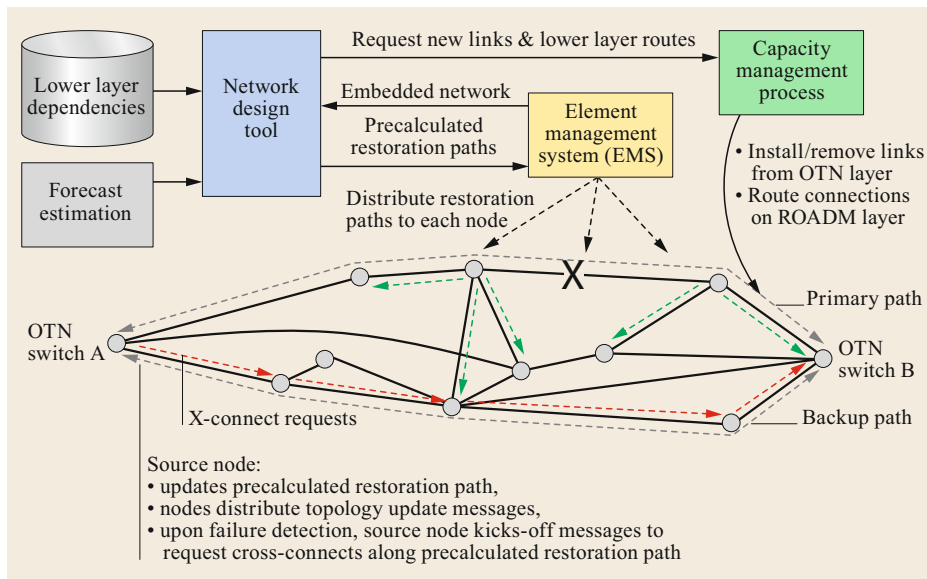 Lower layer
dependencies
Forecast
estimation
Network
design
tool
Request new links & lower layer routes
Embedded network
Precalculated
restoration paths
Element
management
system (EMS)
Capacity
management
process
• Install/remove links
from OTN layer
• Route connections
on ROADM layer
Distribute restoration
paths to each node
X
Primary path
OTN
switch A
OTN
switch B
X-connect requests
Backup path
Source node:
• updates precalculated restoration path,
• nodes distribute topology update messages,
• upon failure detection, source node kicks-off messages to
request cross-connects along precalculated restoration path